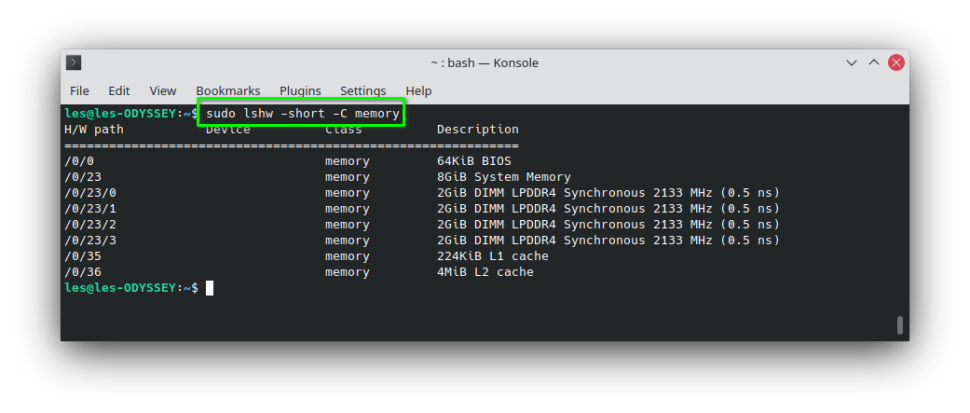 ~ : bash — Konsole
File Edit View Bookmarks Plugins Settings Help
les@les-ODYSSEY:~$ sudo lshw -short -C memory
H/W path Device Class Description
=============================================================
/0/0 memory 64KiB BIOS
/0/23 memory 8GiB System Memory
/0/23/0 memory 2GiB DIMM LPDDR4 Synchronous 2133 MHz (0.5 ns)
/0/23/1 memory 2GiB DIMM LPDDR4 Synchronous 2133 MHz (0.5 ns)
/0/23/2 memory 2GiB DIMM LPDDR4 Synchronous 2133 MHz (0.5 ns)
/0/23/3 memory 2GiB DIMM LPDDR4 Synchronous 2133 MHz (0.5 ns)
/0/35 memory 224KiB L1 cache
/0/36 memory 4MiB L2 cache
les@les-ODYSSEY:~$